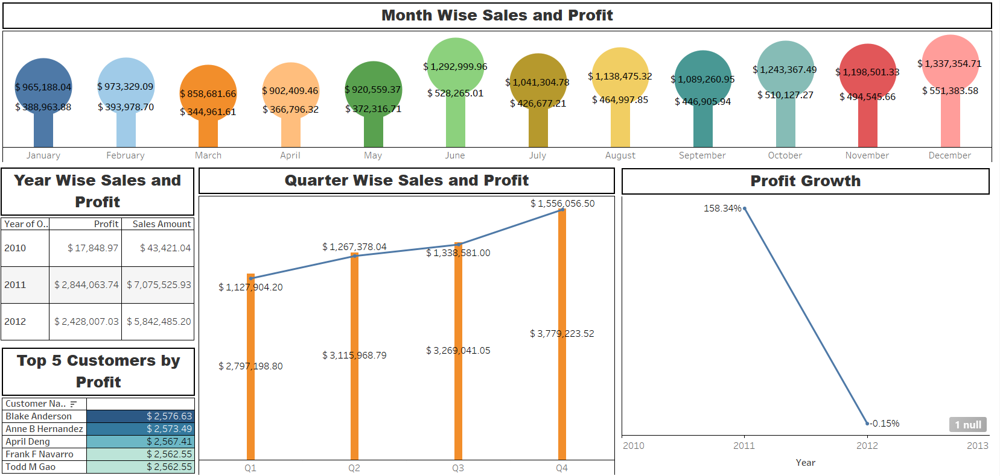 Month Wise Sales and Profit
$ 965,188.04
$ 388,963.88
$ 973,329.09
$ 393,978.70
$ 858,681.66
$ 344,961.61
$ 902,409.46
$ 366,796.32
$ 920,559.37
$ 372,316.71
$ 1,292,999.96
$ 528,265.01
$ 1,041,304.78
$ 426,677.21
$ 1,138,475.32
$ 464,997.85
$ 1,089,260.95
$ 446,905.94
$ 1,243,367.49
$ 510,127.27
$ 1,198,501.33
$ 494,545.66
$ 1,337,354.71
$ 551,383.58
January February March April May June July August September October November December
Year Wise Sales and
Profit
Year of O.. Profit Sales Amount
2010 $ 17,848.97 $ 43,421.04
2011 $ 2,844,063.74 $ 7,075,525.93
2012 $ 2,428,007.03 $ 5,842,485.20
Top 5 Customers by
Profit
Customer Na..
Blake Anderson $ 2,576.63
Anne B Hernandez $ 2,573.49
April Deng $ 2,567.41
Frank F Navarro $ 2,562.55
Todd M Gao $ 2,562.55
Quarter Wise Sales and Profit
$ 1,127,904.20
$ 2,797,198.80
$ 1,267,378.04
$ 3,115,968.79
$ 1,338,581.00
$ 3,269,041.05
$ 1,556,056.50
$ 3,779,223.52
Q1 Q2 Q3 Q4
Profit Growth
158.34%
-0.15%
1 null
2010 2011 2012 2013
Year